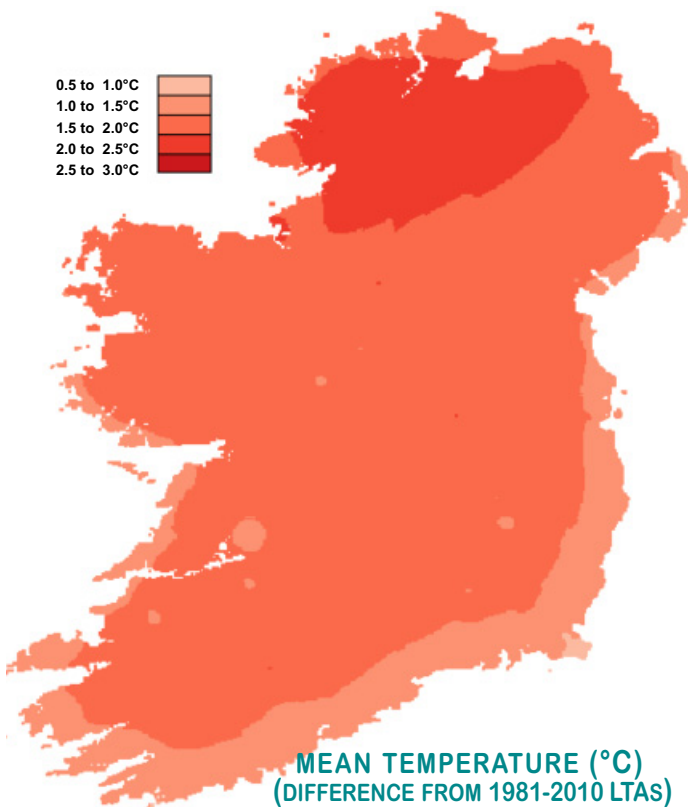 0.5 to 1.0°C
1.0 to 1.5°C
1.5 to 2.0°C
2.0 to 2.5°C
2.5 to 3.0°C
MEAN TEMPERATURE (°C)
(DIFFERENCE FROM 1981-2010 LTAS)